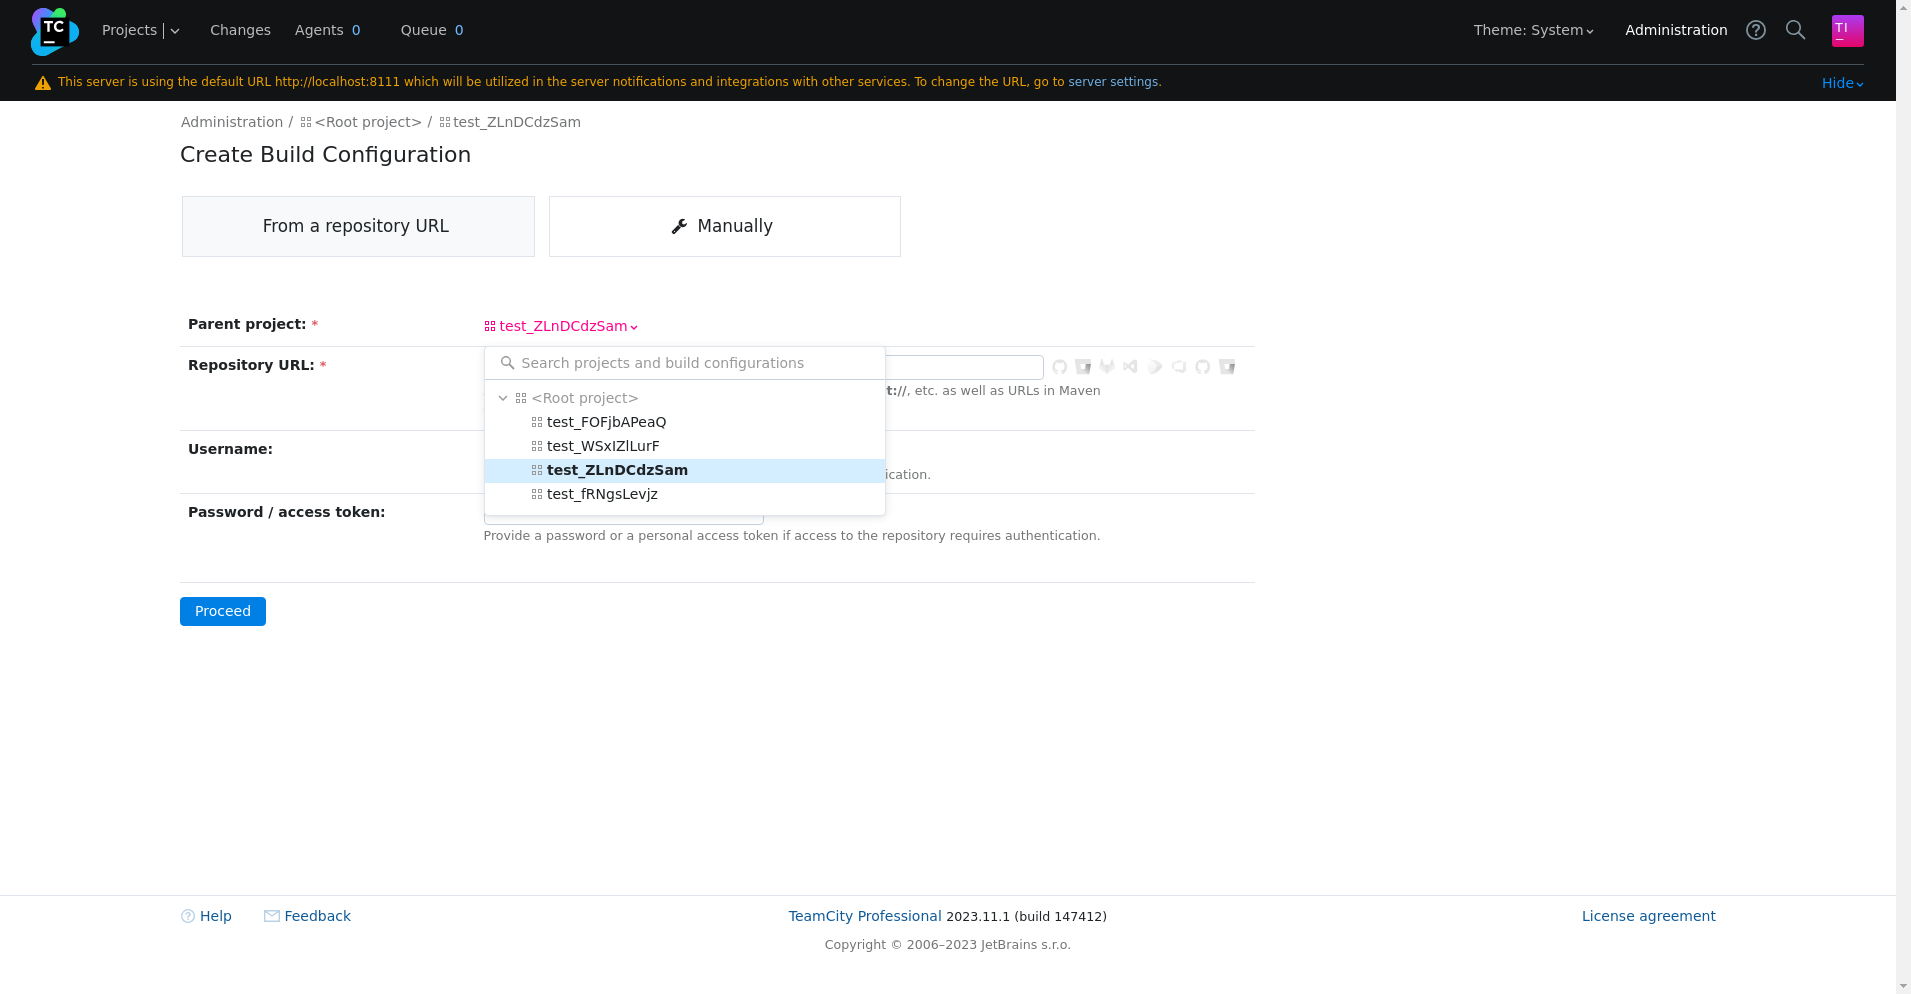 TC
Projects
Changes
Agents 0
Queue 0
Theme: System
Administration
TI
This server is using the default URL http://localhost:8111 which will be utilized in the server notifications and integrations with other services. To change the URL, go to server settings.
Hide
Administration / <Root project> / test_ZLnDCdzSam
Create Build Configuration
From a repository URL
Manually
Parent project: *
test_ZLnDCdzSam
Search projects and build configurations
Repository URL: *
t://, etc. as well as URLs in Maven
<Root project>
test_FOFjbAPeaQ
Username:
test_WSxIZlLurF
test_ZLnDCdzSam
ication.
test_fRNgsLevjz
Password / access token:
Provide a password or a personal access token if access to the repository requires authentication.
Proceed
Help
Feedback
TeamCity Professional 2023.11.1 (build 147412)
License agreement
Copyright © 2006–2023 JetBrains s.r.o.